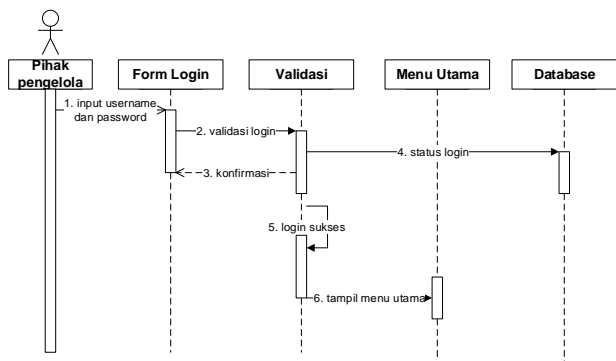 Pihak
pengelola
Form Login
Validasi
Menu Utama
Database
1. input username
dan password
2. validasi login
4. status login
3. konfirmasi
5. login sukses
6. tampil menu utama